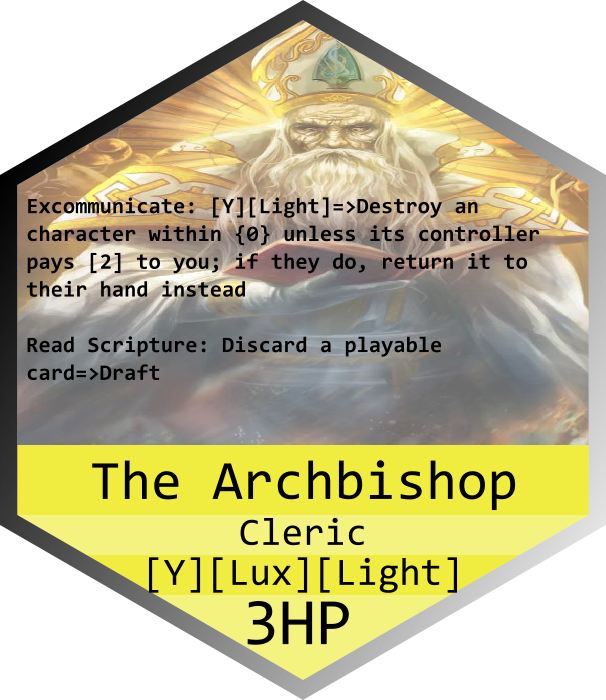 Excommunicate: [Y][Light]=>Destroy an
character within {0} unless its controller
pays [2] to you; if they do, return it to
their hand instead
Read Scripture: Discard a playable
card=>Draft
The Archbishop
Cleric
[Y][Lux][Light]
3HP